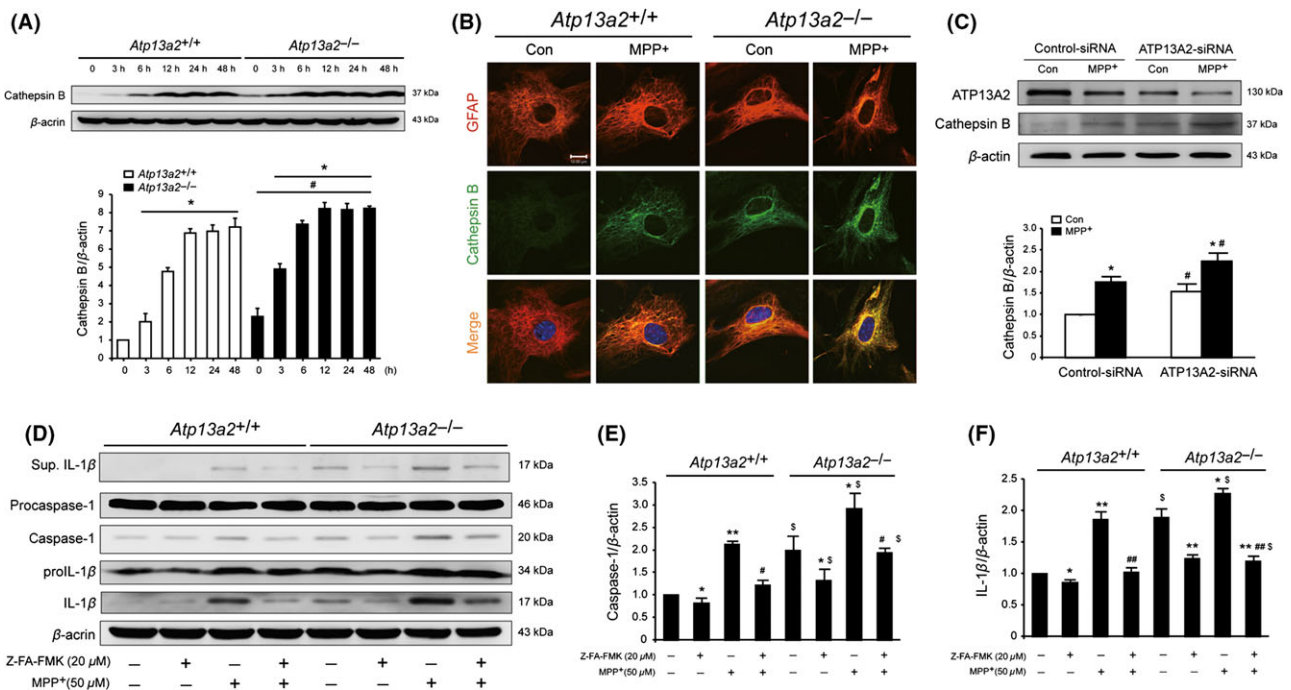 (A)
Atp13a2+/+ Atp13a2−/−
0 3 h 6 h 12 h 24 h 48 h 0 3 h 6 h 12 h 24 h 48 h
Cathepsin B 37 kDa
β-acrin 43 kDa
Atp13a2+/+
Atp13a2−/−
*
#
*
Cathepsin B/β-actin
9
8
7
6
5
4
3
2
1
0
0 3 6 12 24 48 0 3 6 12 24 48 (h)
(B)
Atp13a2+/+ Atp13a2−/−
Con MPP+ Con MPP+
GFAP
Cathepsin B
Merge
(C)
Control-siRNA ATP13A2-siRNA
Con MPP+ Con MPP+
ATP13A2 130 kDa
Cathepsin B 37 kDa
β-actin 43 kDa
Con
MPP+
Cathepsin B/β-actin
3.0
2.5
2.0
1.5
1.0
0.5
0
* # * #
Control-siRNA ATP13A2-siRNA
(D)
Atp13a2+/+ Atp13a2−/−
Sup. IL-1β 17 kDa
Procaspase-1 46 kDa
Caspase-1 20 kDa
proIL-1β 34 kDa
IL-1β 17 kDa
β-acrin 43 kDa
Z-FA-FMK (20 μM) − + − + − + − +
MPP+(50 μM) − − + + − − + +
(E)
Atp13a2+/+ Atp13a2−/−
Caspase-1/β-actin
3.5
3.0
2.5
2.0
1.5
1.0
0.5
0
* ** # $ * $ * $ # $
Z-FA-FMK (20 μM) − + − + − + − +
MPP+(50 μM) − − + + − − + +
(F)
Atp13a2+/+ Atp13a2−/−
IL-1β/β-actin
2.5
2.0
1.5
1.0
0.5
0
* ** ## $ ** * $ ** ## $
Z-FA-FMK (20 μM) − + − + − + − +
MPP+(50 μM) − − + + − − + +